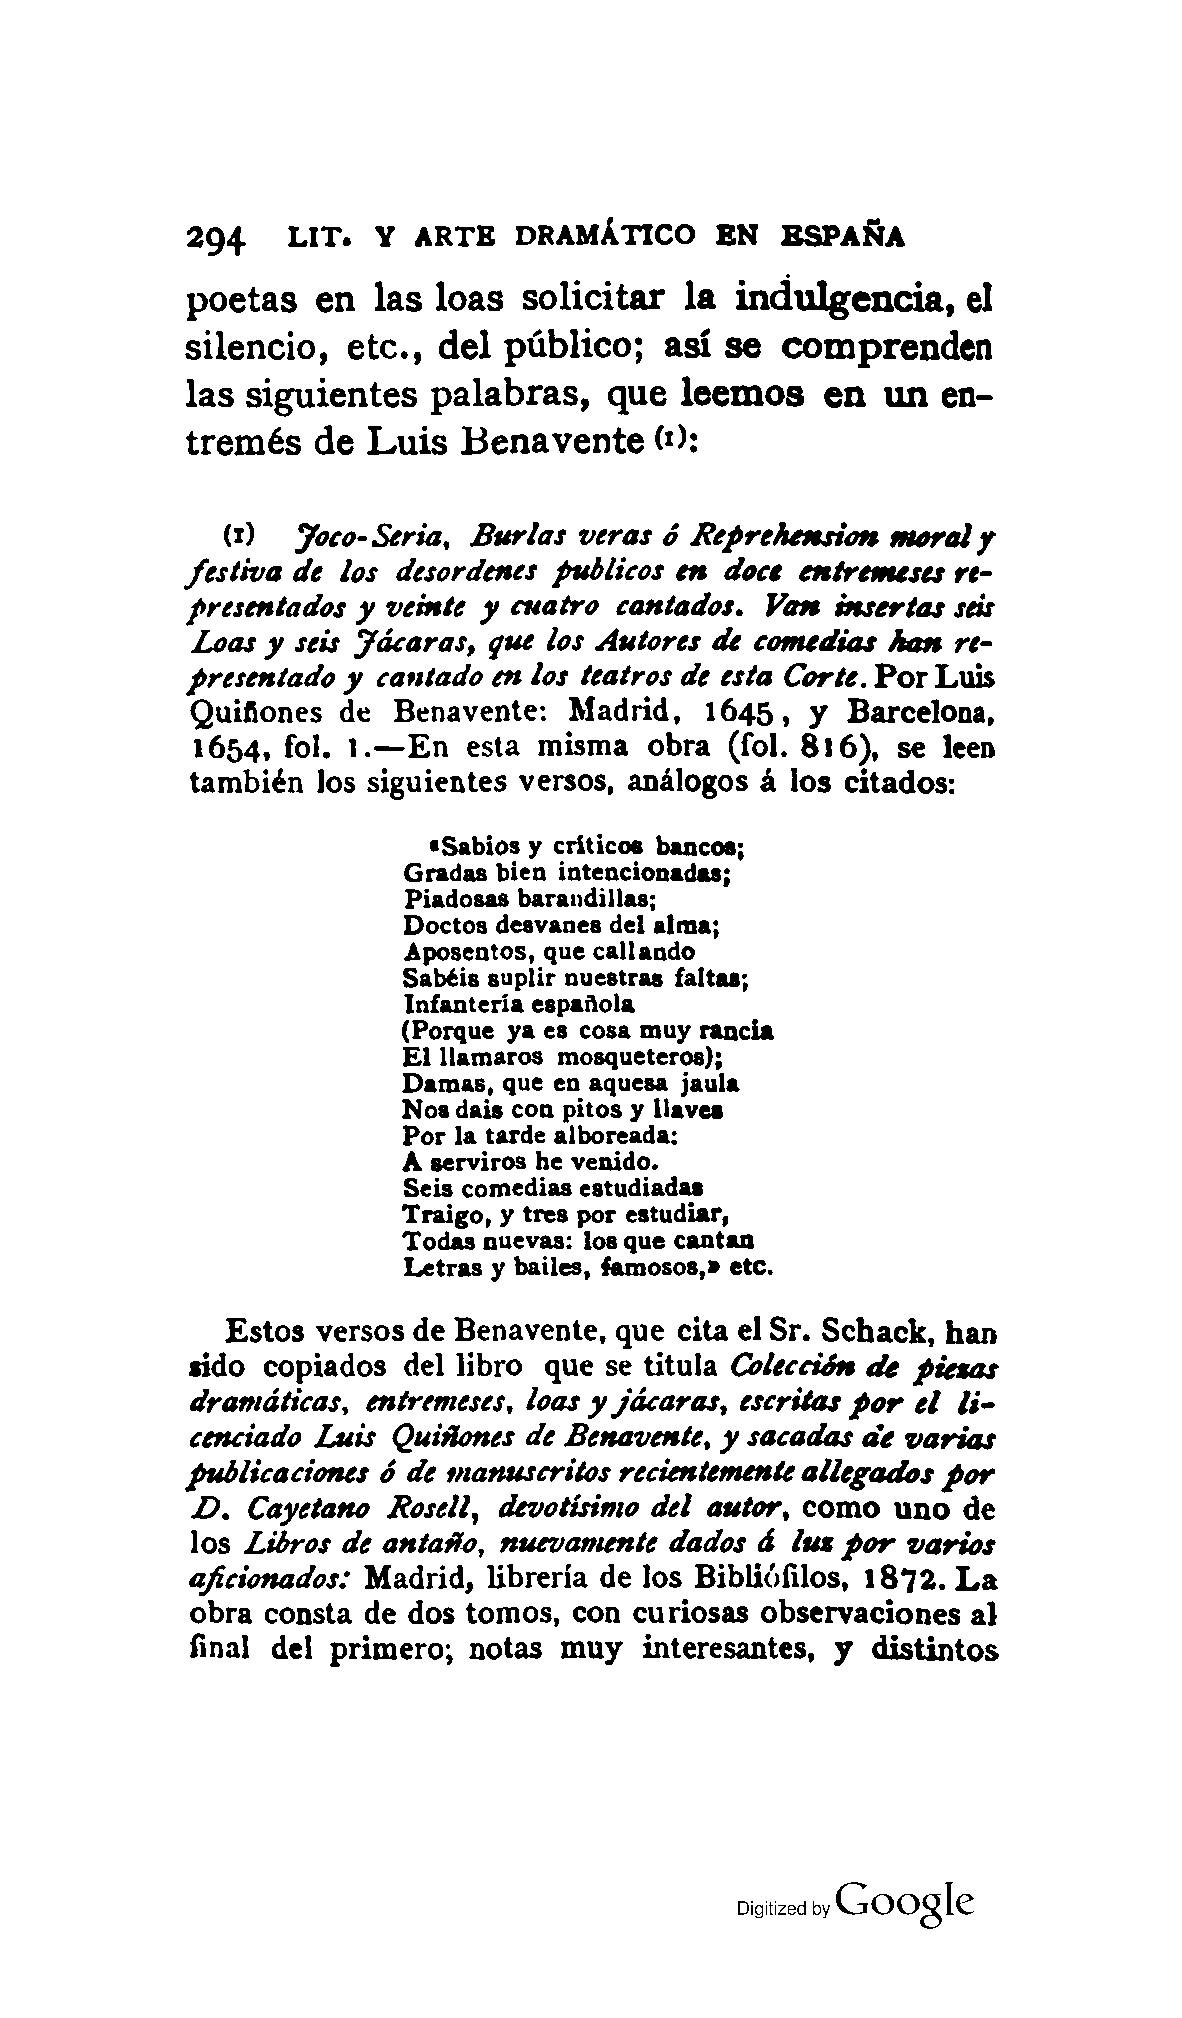 294 LIT. Y ARTE DRAMÁTICO EN ESPAÑA
poetas en las loas solicitar la indulgencia, el
silencio, etc., del público; así se comprenden
las siguientes palabras, que leemos en un en-
tremés de Luis Benavente (1):
(1) Joco-Seria, Burlas veras ó Reprehension moral y
festiva de los desordenes publicos en doce entremeses re-
presentados y veinte y cuatro cantados. Van insertas seis
Loas y seis Jácaras, que los Autores de comedias han re-
presentado y cantado en los teatros de esta Corte. Por Luis
Quiñones de Benavente: Madrid, 1645, y Barcelona,
1654, fol. 1.—En esta misma obra (fol. 816), se leen
también los siguientes versos, análogos á los citados:
«Sabios y críticos bancos;
Gradas bien intencionadas;
Piadosas barandillas;
Doctos desvanes del alma;
Aposentos, que callando
Sabéis suplir nuestras faltas;
Infantería española
(Porque ya es cosa muy rancia
El llamaros mosqueteros);
Damas, que en aquesa jaula
Nos dais con pitos y llaves
Por la tarde alboreada:
A serviros he venido.
Seis comedias estudiadas
Traigo, y tres por estudiar,
Todas nuevas: los que cantan
Letras y bailes, famosos,» etc.
Estos versos de Benavente, que cita el Sr. Schack, han
sido copiados del libro que se titula Colección de piezas
dramáticas, entremeses, loas y jácaras, escritas por el li-
cenciado Luis Quiñones de Benavente, y sacadas de varias
publicaciones ó de manuscritos recientemente allegados por
D. Cayetano Rosell, devotísimo del autor, como uno de
los Libros de antaño, nuevamente dados á luz por varios
aficionados: Madrid, librería de los Bibliófilos, 1872. La
obra consta de dos tomos, con curiosas observaciones al
final del primero; notas muy interesantes, y distintos
Digitized by Google